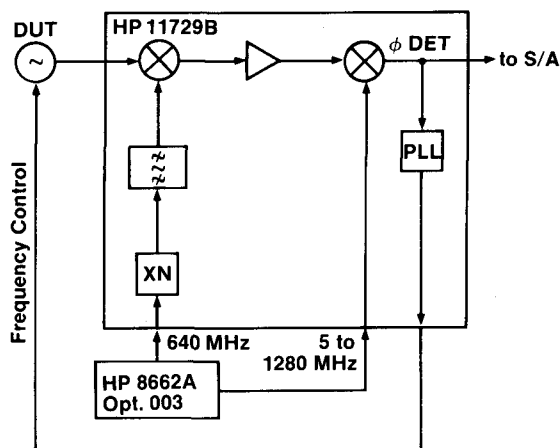 DUT
HP 11729B
~
ϕ DET
to S/A
PLL
XN
Frequency Control
640 MHz
5 to
1280 MHz
HP 8662A
Opt. 003